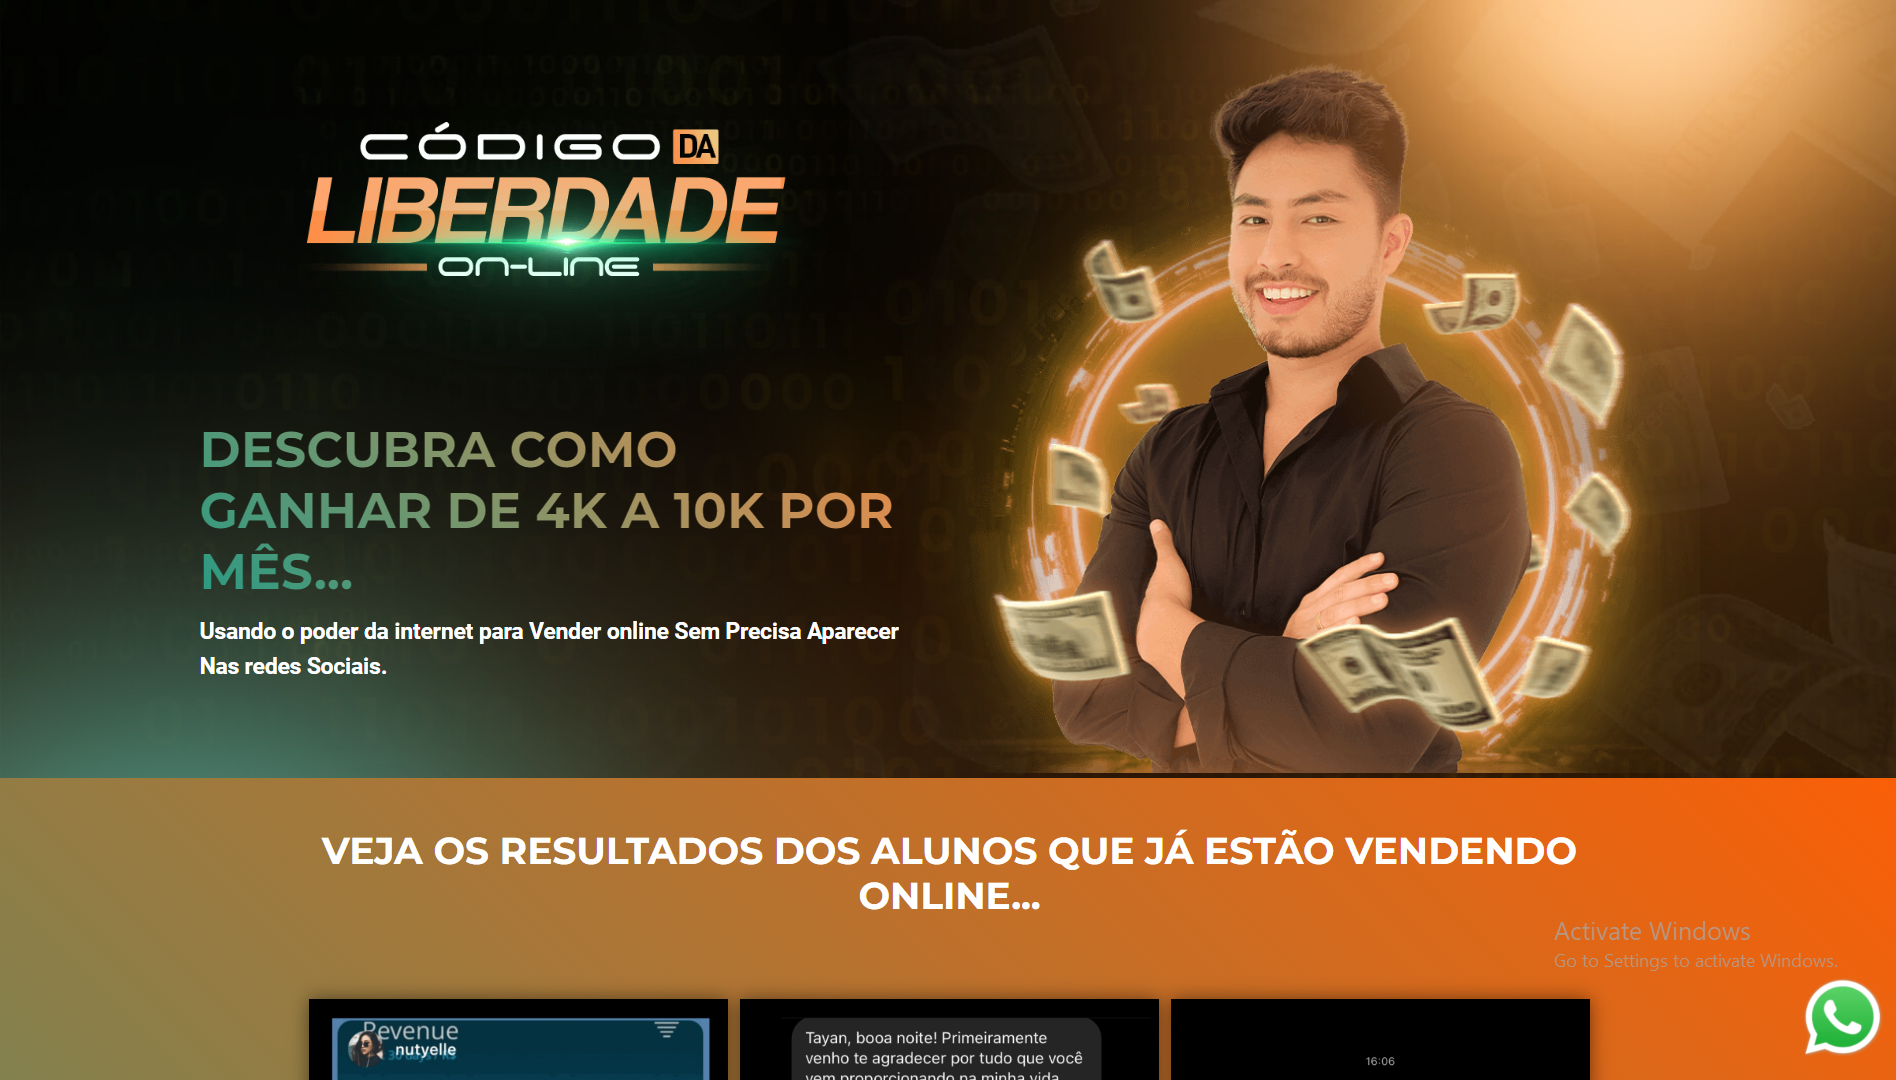 CÓDIGO DA
LIBERDADE
ON-LINE
DESCUBRA COMO
GANHAR DE 4K A 10K POR
MÊS...
Usando o poder da internet para Vender online Sem Precisa Aparecer
Nas redes Sociais.
VEJA OS RESULTADOS DOS ALUNOS QUE JÁ ESTÃO VENDENDO
ONLINE...
Activate Windows
Go to Settings to activate Windows.
Revenue
nutyelle
Tayan, booa noite! Primeiramente
venho te agradecer por tudo que você
vem proporcionando na minha vida
16:06